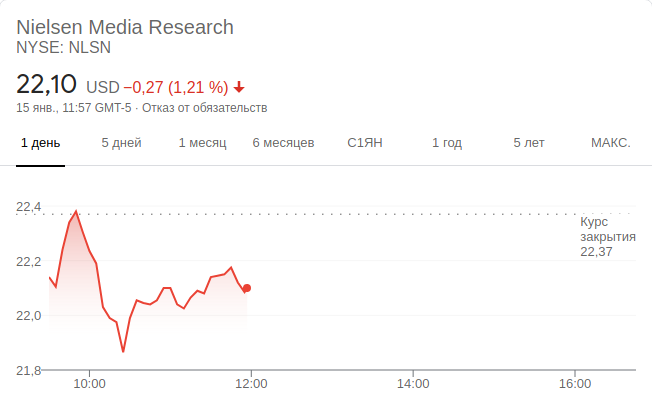 Nielsen Media Research
NYSE: NLSN
22,10 USD −0,27 (1,21 %)
15 янв., 11:57 GMT-5 · Отказ от обязательств
1 день 5 дней 1 месяц 6 месяцев С1ЯН 1 год 5 лет МАКС.
22,4
Курс
закрытия
22,37
22,2
22,0
21,8
10:00 12:00 14:00 16:00